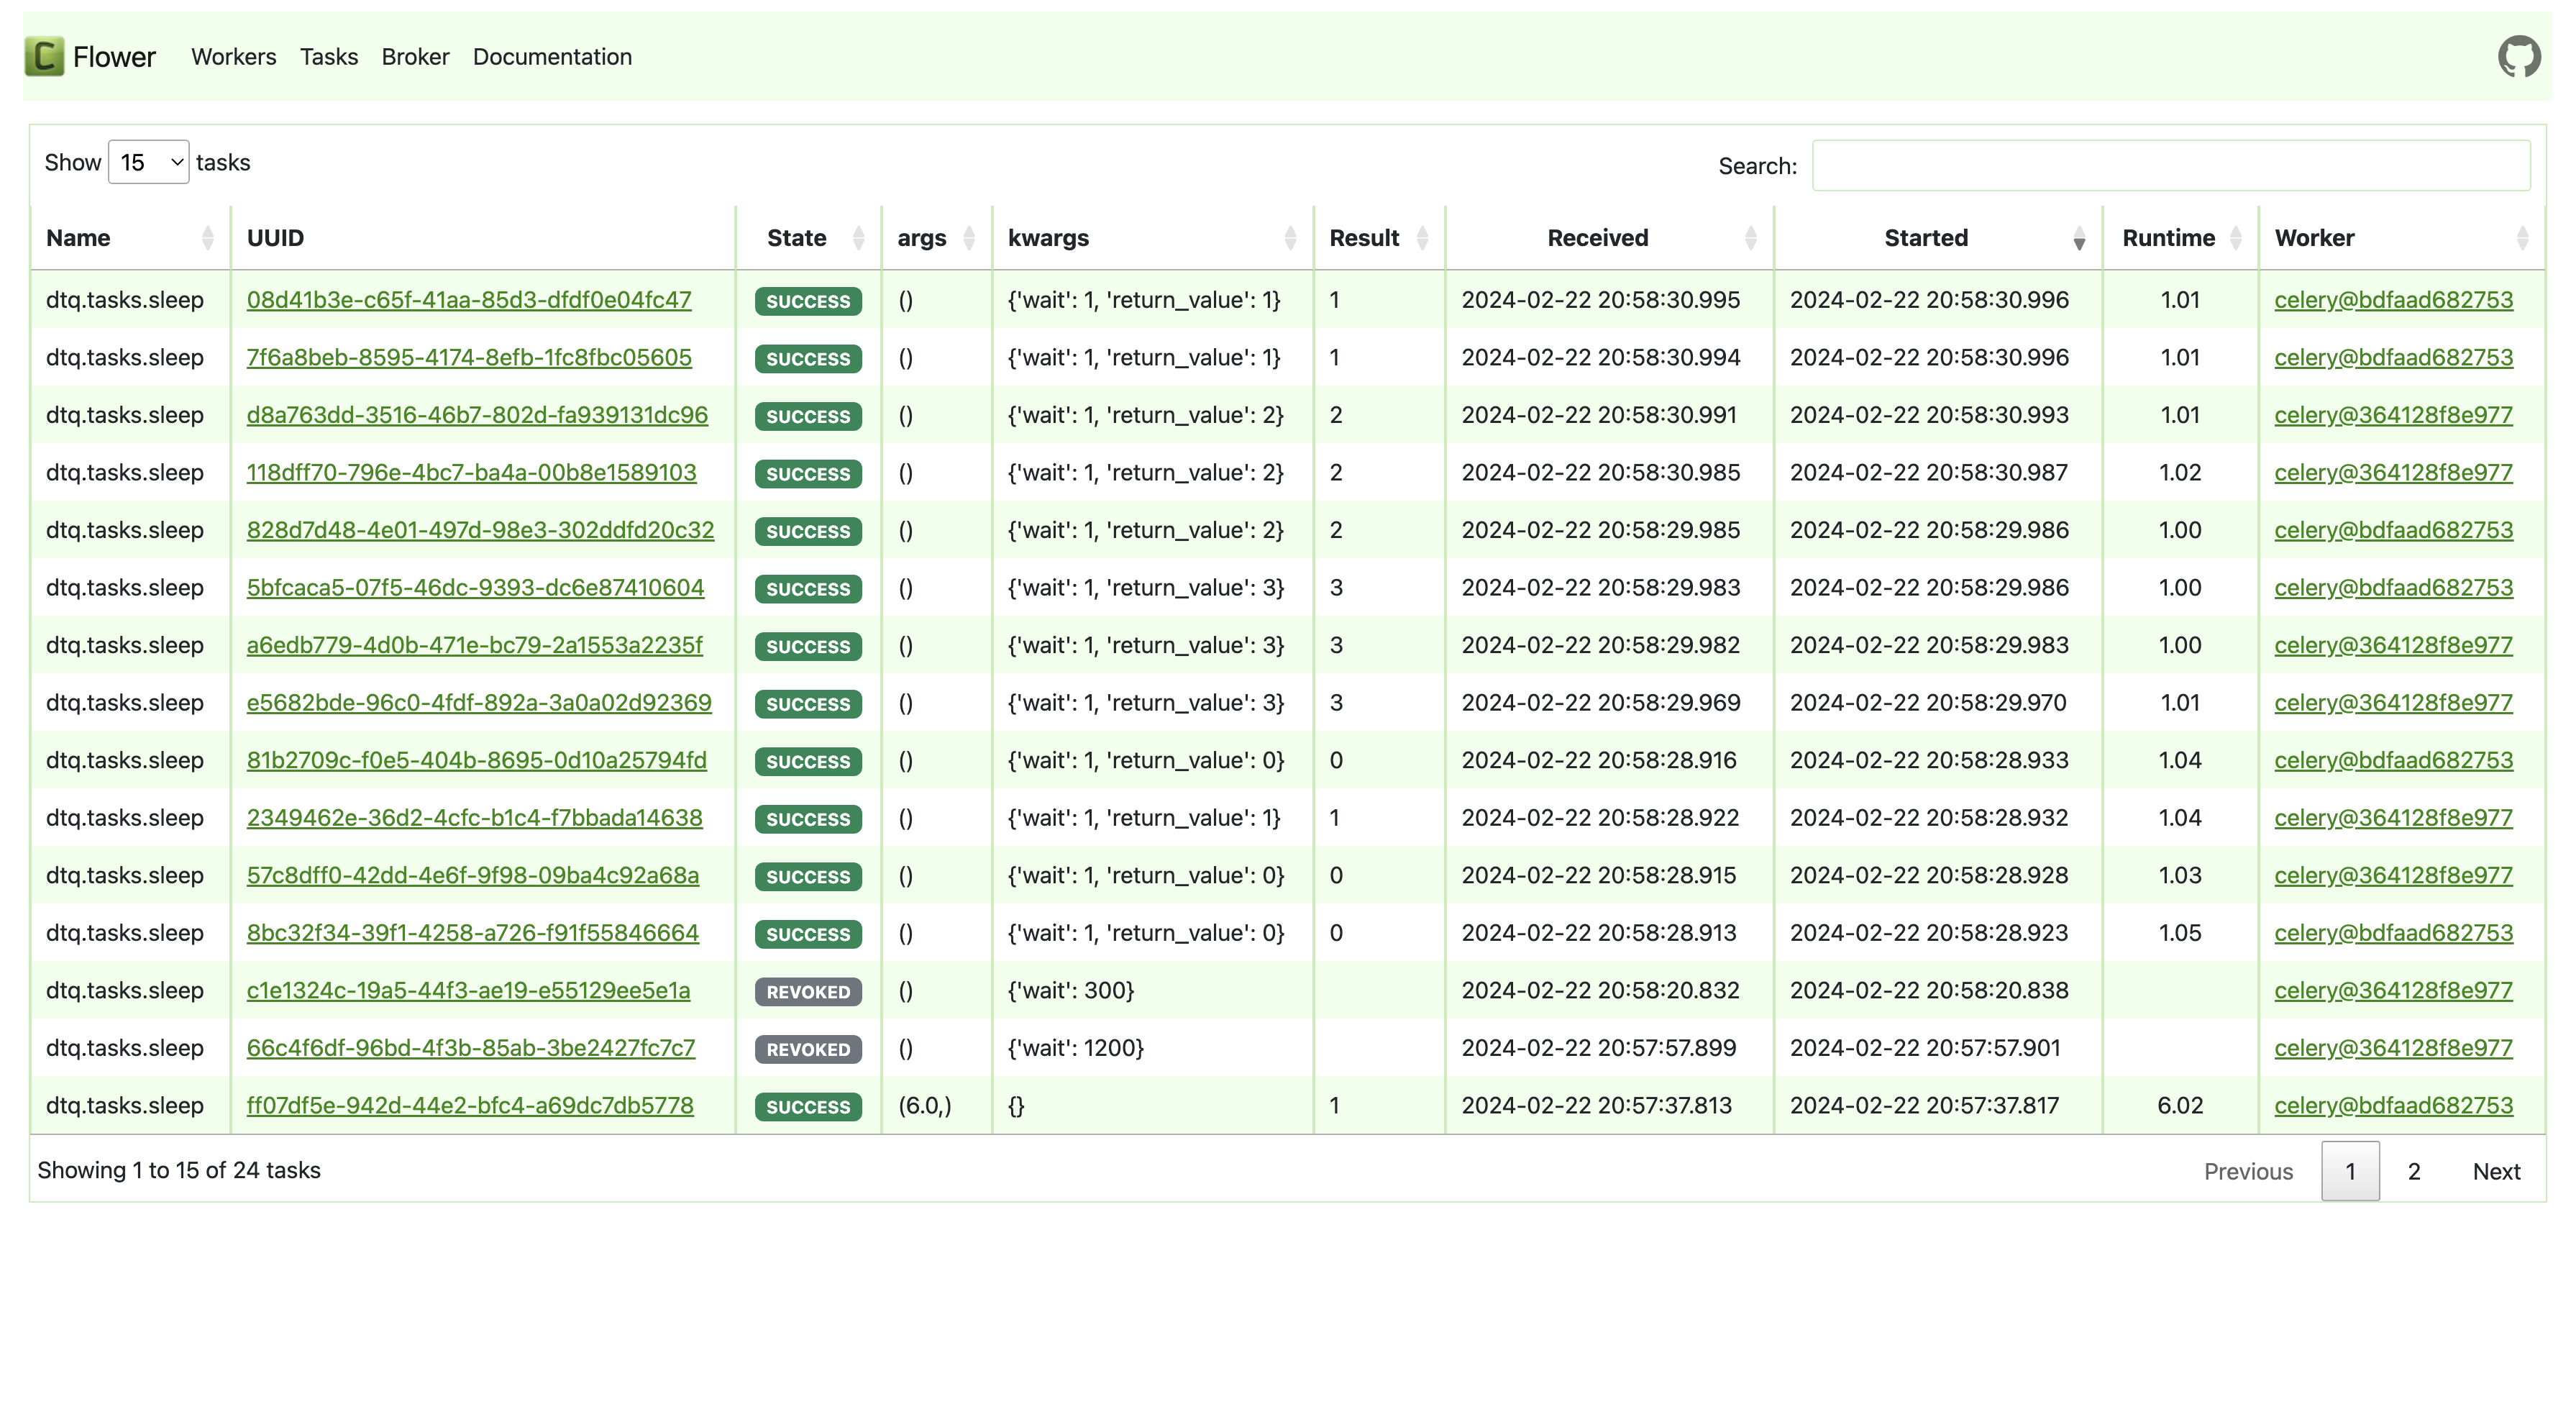 C Flower Workers Tasks Broker Documentation
Show 15 tasks Search:
Name UUID State args kwargs Result Received Started Runtime Worker
dtq.tasks.sleep 08d41b3e-c65f-41aa-85d3-dfdf0e04fc47 SUCCESS () {'wait': 1, 'return_value': 1} 1 2024-02-22 20:58:30.995 2024-02-22 20:58:30.996 1.01 celery@bdfaad682753
dtq.tasks.sleep 7f6a8beb-8595-4174-8efb-1fc8fbc05605 SUCCESS () {'wait': 1, 'return_value': 1} 1 2024-02-22 20:58:30.994 2024-02-22 20:58:30.996 1.01 celery@bdfaad682753
dtq.tasks.sleep d8a763dd-3516-46b7-802d-fa939131dc96 SUCCESS () {'wait': 1, 'return_value': 2} 2 2024-02-22 20:58:30.991 2024-02-22 20:58:30.993 1.01 celery@364128f8e977
dtq.tasks.sleep 118dff70-796e-4bc7-ba4a-00b8e1589103 SUCCESS () {'wait': 1, 'return_value': 2} 2 2024-02-22 20:58:30.985 2024-02-22 20:58:30.987 1.02 celery@364128f8e977
dtq.tasks.sleep 828d7d48-4e01-497d-98e3-302ddfd20c32 SUCCESS () {'wait': 1, 'return_value': 2} 2 2024-02-22 20:58:29.985 2024-02-22 20:58:29.986 1.00 celery@bdfaad682753
dtq.tasks.sleep 5bfcaca5-07f5-46dc-9393-dc6e87410604 SUCCESS () {'wait': 1, 'return_value': 3} 3 2024-02-22 20:58:29.983 2024-02-22 20:58:29.986 1.00 celery@bdfaad682753
dtq.tasks.sleep a6edb779-4d0b-471e-bc79-2a1553a2235f SUCCESS () {'wait': 1, 'return_value': 3} 3 2024-02-22 20:58:29.982 2024-02-22 20:58:29.983 1.00 celery@364128f8e977
dtq.tasks.sleep e5682bde-96c0-4fdf-892a-3a0a02d92369 SUCCESS () {'wait': 1, 'return_value': 3} 3 2024-02-22 20:58:29.969 2024-02-22 20:58:29.970 1.01 celery@364128f8e977
dtq.tasks.sleep 81b2709c-f0e5-404b-8695-0d10a25794fd SUCCESS () {'wait': 1, 'return_value': 0} 0 2024-02-22 20:58:28.916 2024-02-22 20:58:28.933 1.04 celery@bdfaad682753
dtq.tasks.sleep 2349462e-36d2-4cfc-b1c4-f7bbada14638 SUCCESS () {'wait': 1, 'return_value': 1} 1 2024-02-22 20:58:28.922 2024-02-22 20:58:28.932 1.04 celery@364128f8e977
dtq.tasks.sleep 57c8dff0-42dd-4e6f-9f98-09ba4c92a68a SUCCESS () {'wait': 1, 'return_value': 0} 0 2024-02-22 20:58:28.915 2024-02-22 20:58:28.928 1.03 celery@364128f8e977
dtq.tasks.sleep 8bc32f34-39f1-4258-a726-f91f55846664 SUCCESS () {'wait': 1, 'return_value': 0} 0 2024-02-22 20:58:28.913 2024-02-22 20:58:28.923 1.05 celery@bdfaad682753
dtq.tasks.sleep c1e1324c-19a5-44f3-ae19-e55129ee5e1a REVOKED () {'wait': 300} 2024-02-22 20:58:20.832 2024-02-22 20:58:20.838 celery@364128f8e977
dtq.tasks.sleep 66c4f6df-96bd-4f3b-85ab-3be2427fc7c7 REVOKED () {'wait': 1200} 2024-02-22 20:57:57.899 2024-02-22 20:57:57.901 celery@364128f8e977
dtq.tasks.sleep ff07df5e-942d-44e2-bfc4-a69dc7db5778 SUCCESS (6.0,) {} 1 2024-02-22 20:57:37.813 2024-02-22 20:57:37.817 6.02 celery@bdfaad682753
Showing 1 to 15 of 24 tasks Previous 1 2 Next